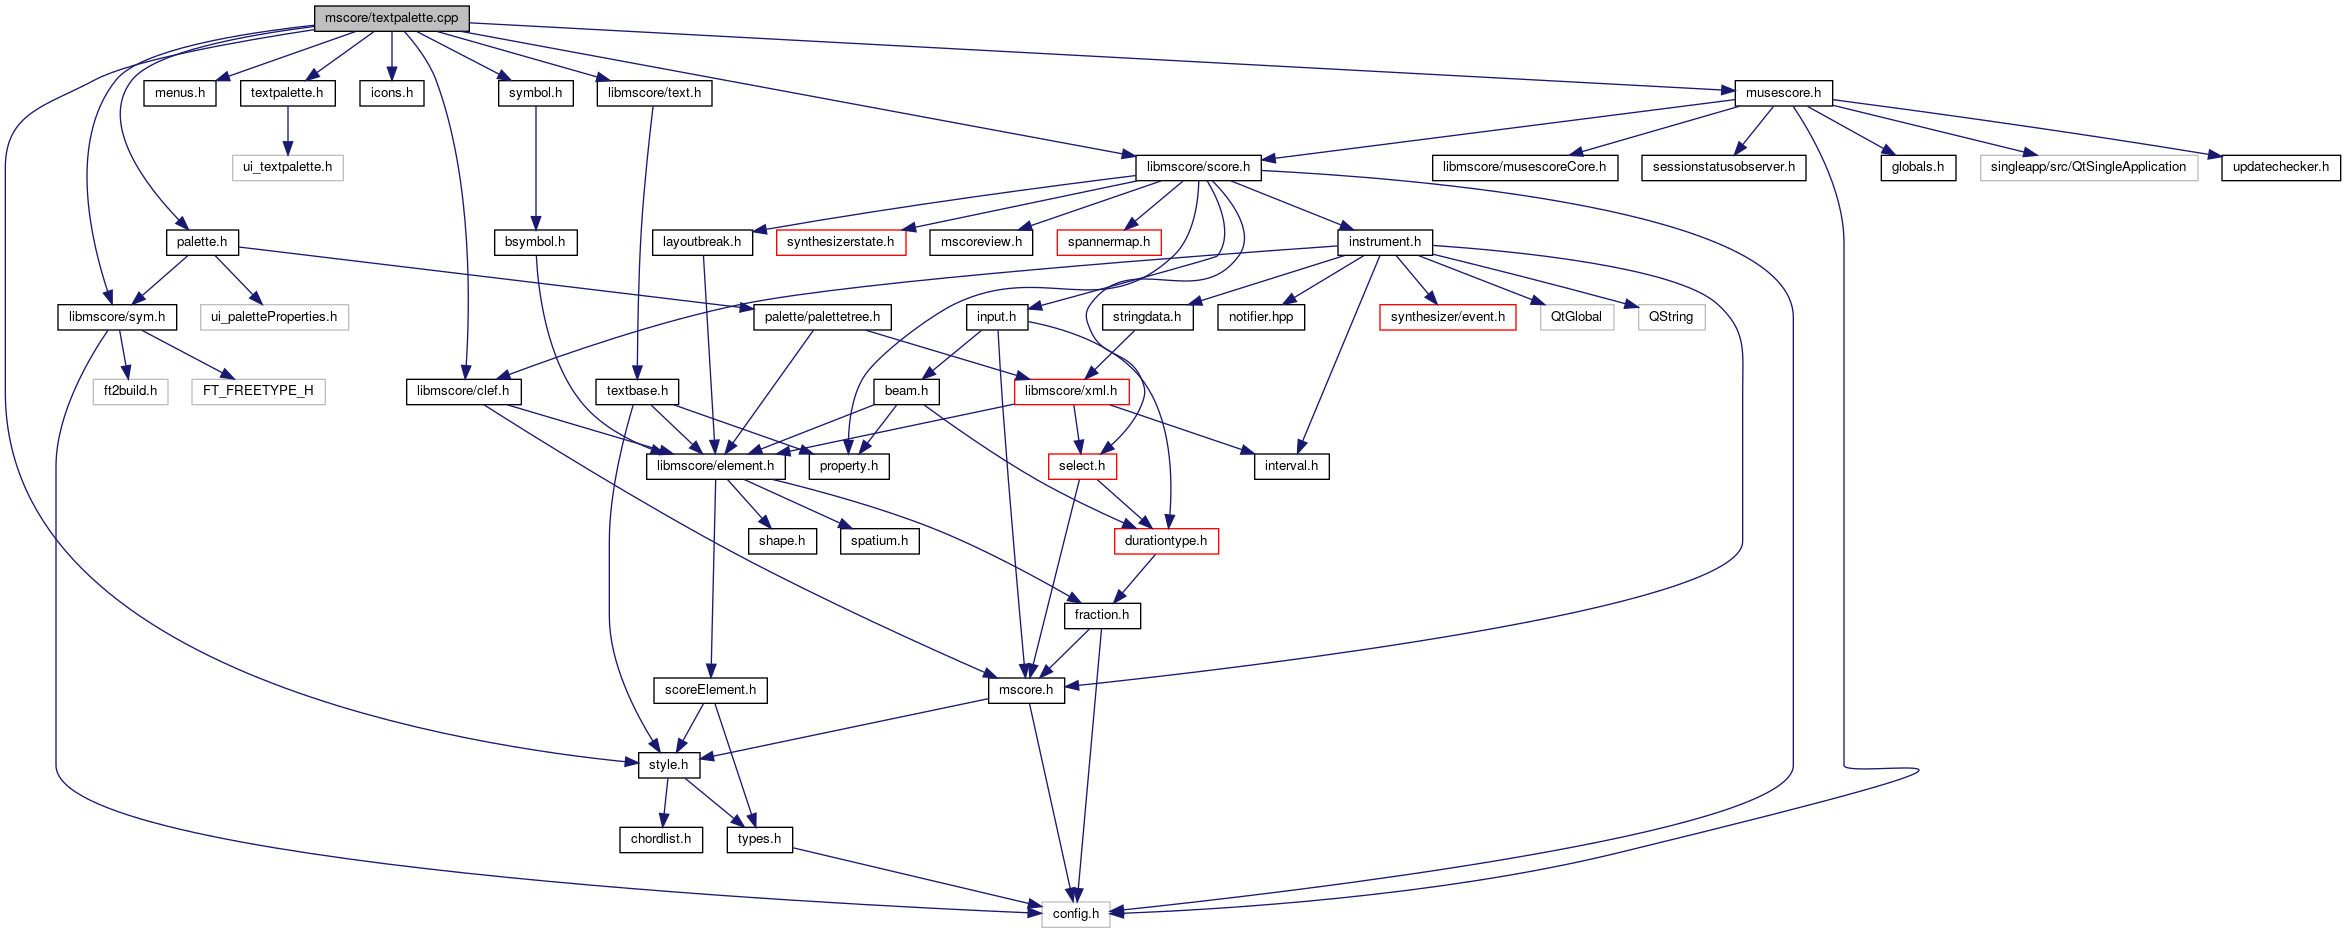 mscore/textpalette.cpp
menus.h
textpalette.h
icons.h
symbol.h
libmscore/text.h
musescore.h
ui_textpalette.h
libmscore/score.h
libmscore/musescoreCore.h
sessionstatusobserver.h
globals.h
singleapp/src/QtSingleApplication
updatechecker.h
palette.h
bsymbol.h
layoutbreak.h
synthesizerstate.h
mscoreview.h
spannermap.h
instrument.h
libmscore/sym.h
ui_paletteProperties.h
palette/palettetree.h
input.h
stringdata.h
notifier.hpp
synthesizer/event.h
QtGlobal
QString
ft2build.h
FT_FREETYPE_H
libmscore/clef.h
textbase.h
beam.h
libmscore/xml.h
libmscore/element.h
property.h
select.h
interval.h
shape.h
spatium.h
durationtype.h
fraction.h
scoreElement.h
mscore.h
style.h
chordlist.h
types.h
config.h